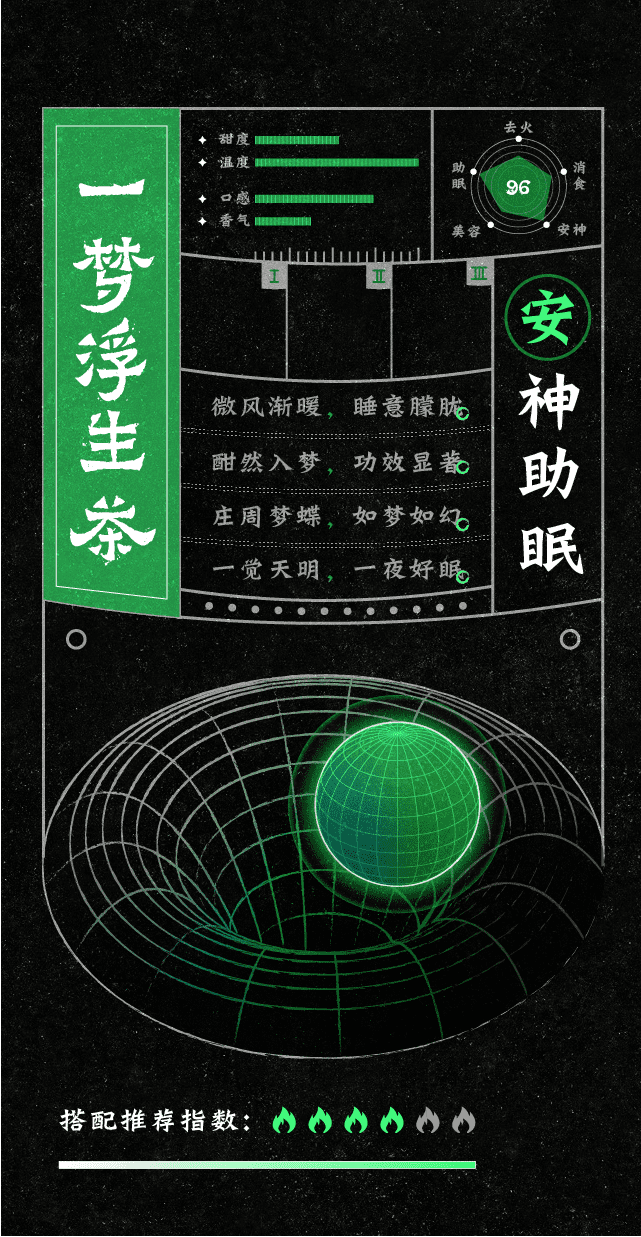 一梦浮生茶
甜度
温度
口感
香气
去火
助眠
消食
96
美容
安神
I
II
III
微风渐暖，睡意朦胧
酣然入梦，功效显著
庄周梦蝶，如梦如幻
一觉天明，一夜好眠
安神助眠
搭配推荐指数：